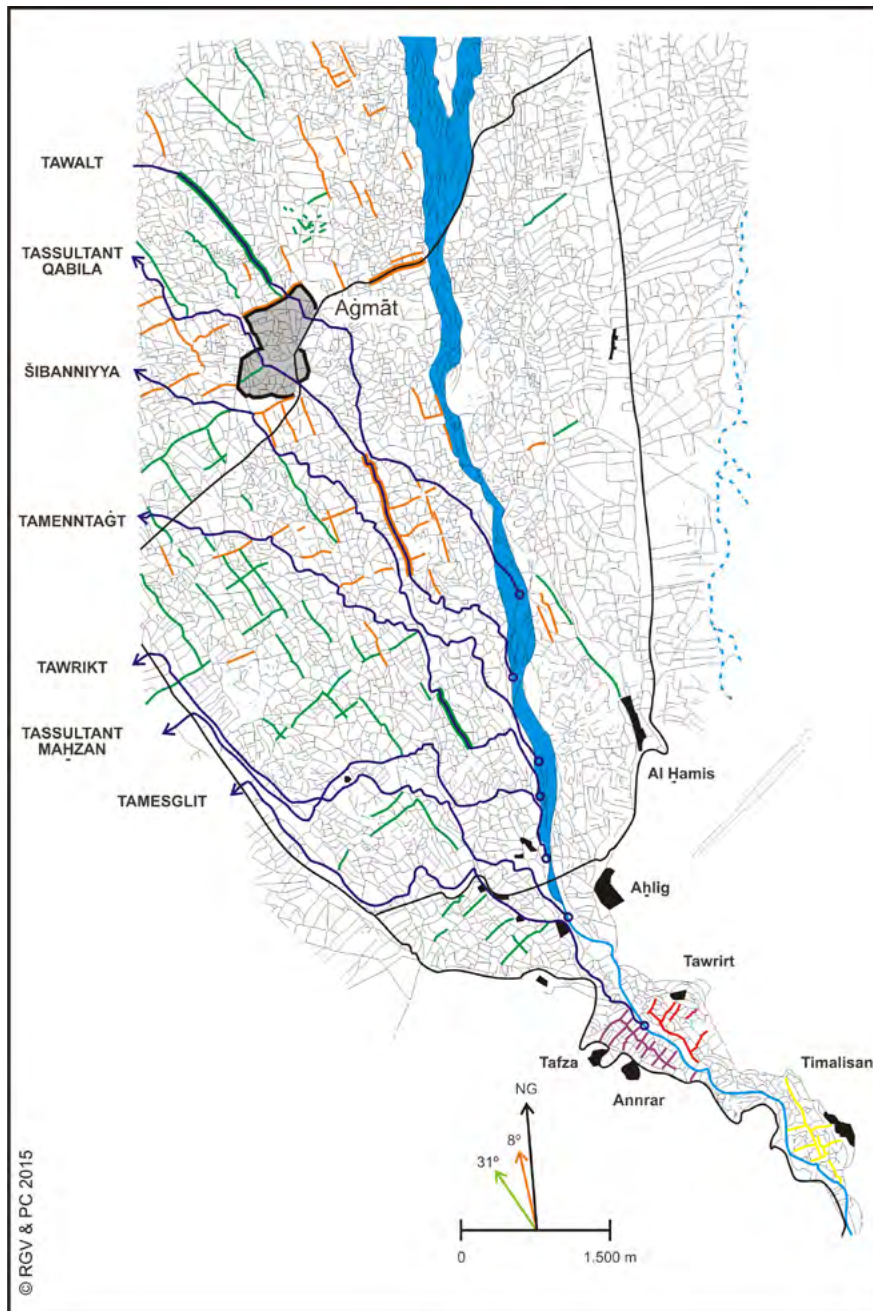 TAWALT
TASSULTANT
QABILA
Aġmāt
ŠIBANNIYYA
TAMENNTAĠT
TAWRIKT
TASSULTANT
MAḪZAN
TAMESGLIT
Al Ḫamis
Aḫlig
Tawrirt
Tafza
Annrar
Timalisan
NG
8º
31º
0
1.500 m
© RGV & PC 2015